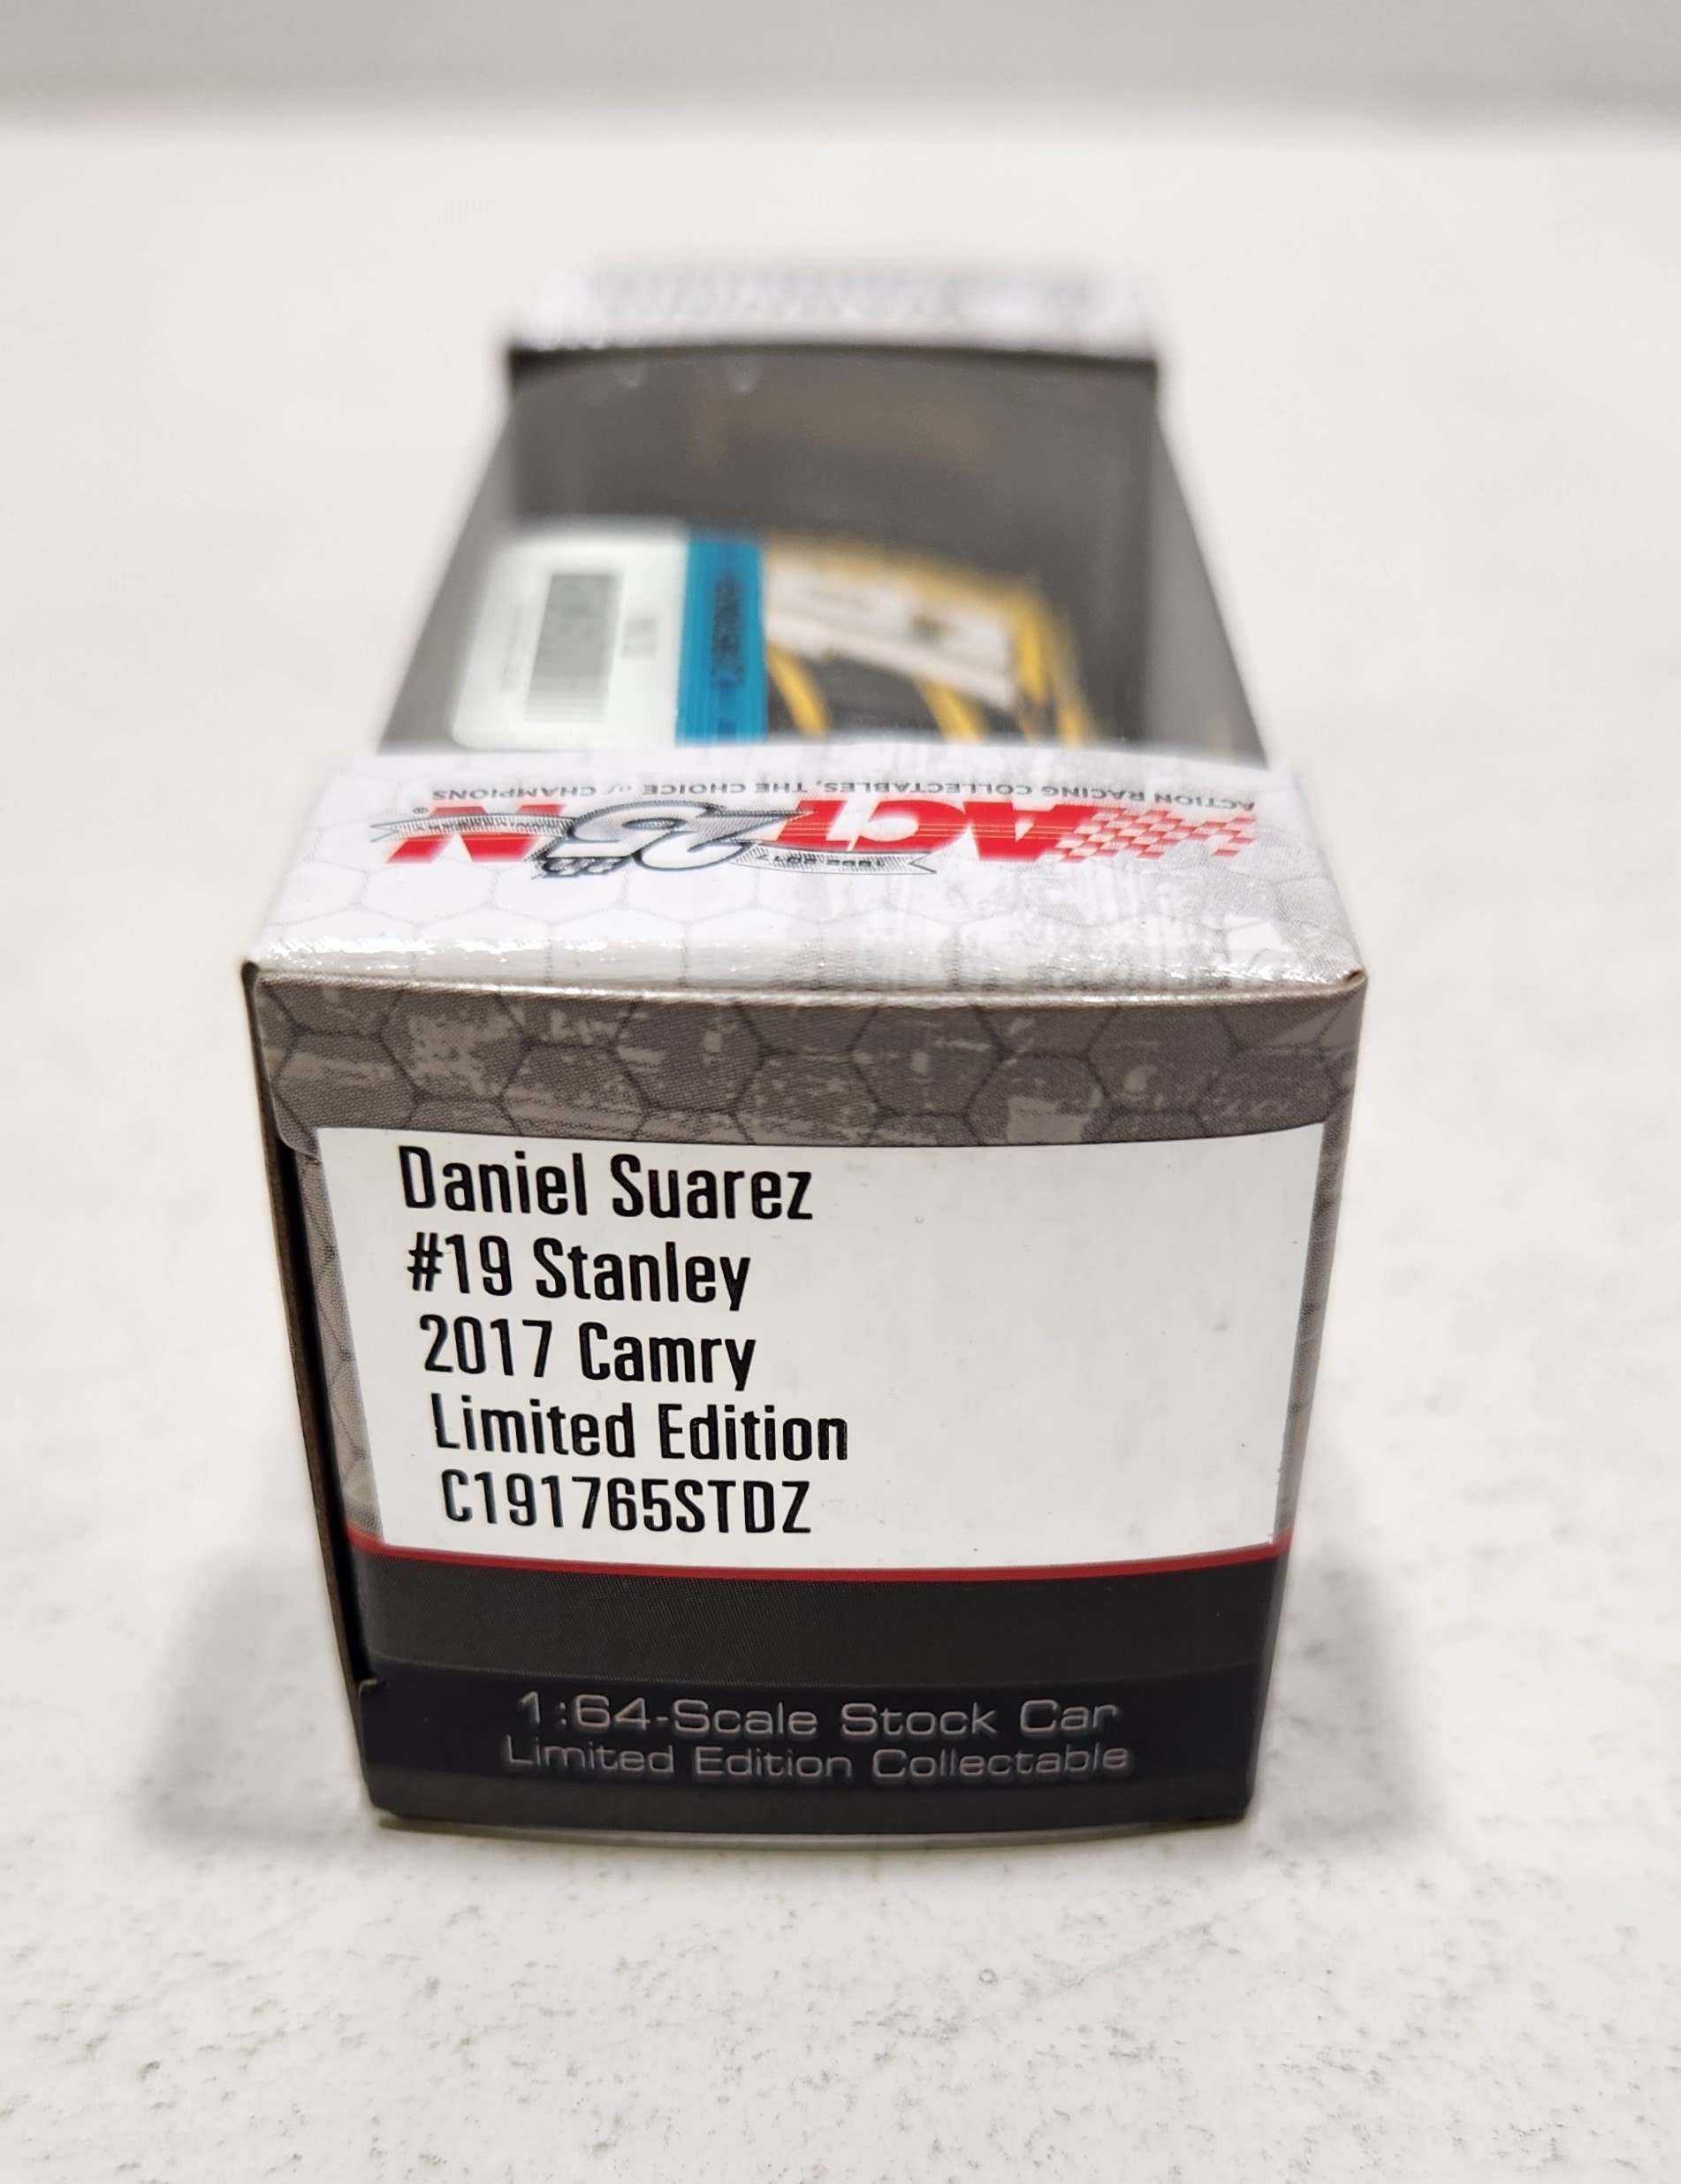 ACTION RACING COLLECTABLES, THE CHOICE of CHAMPIONS
ACTION
25
Daniel Suarez
#19 Stanley
2017 Camry
Limited Edition
C191765STDZ
1:64-Scale Stock Car
Limited Edition Collectable